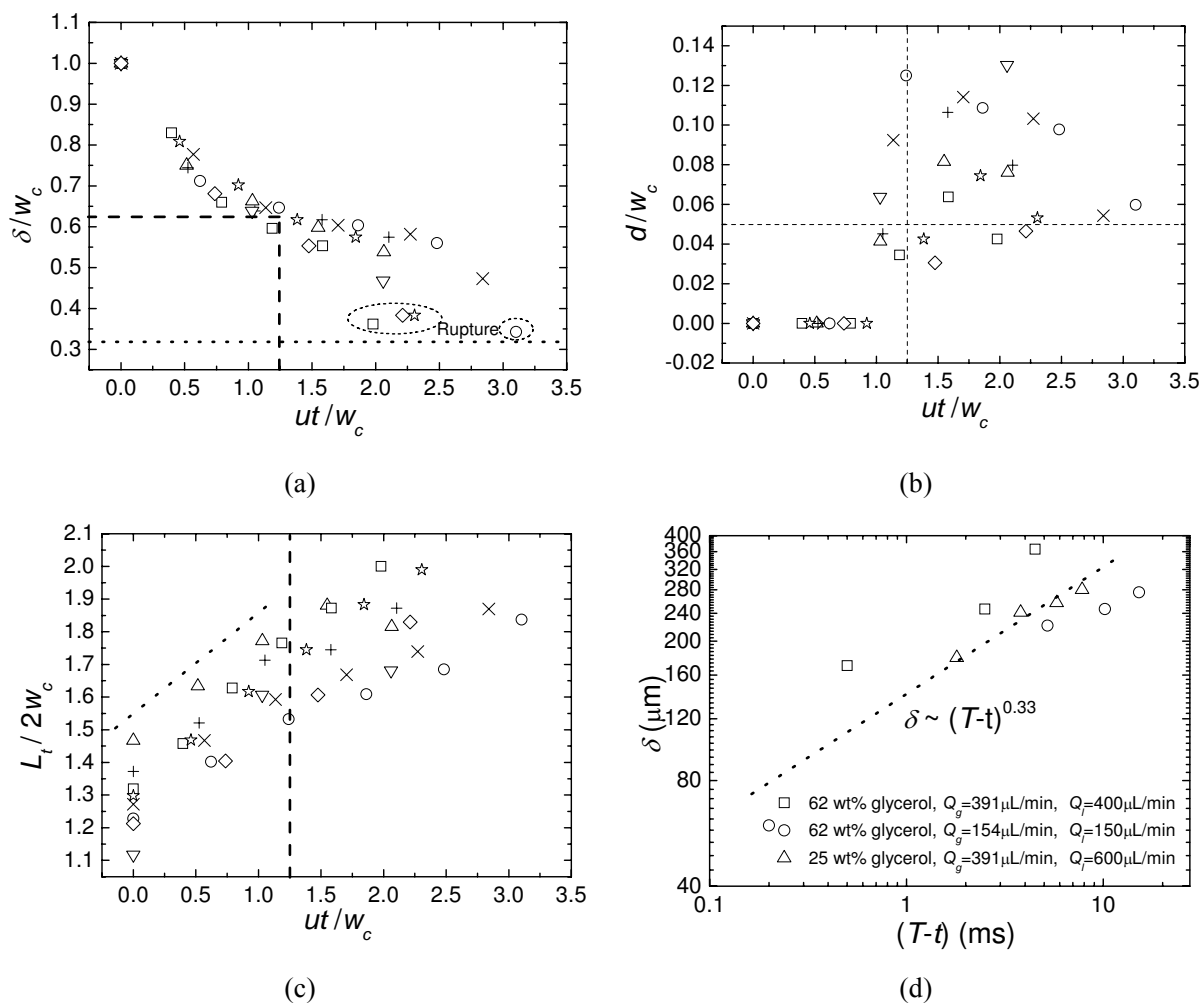 1.1
1.0
0.9
0.8
0.7
0.6
0.5
0.4
0.3
δ/w_c
Rupture
0.0 0.5 1.0 1.5 2.0 2.5 3.0 3.5
ut/w_c
(a)
0.14
0.12
0.10
0.08
0.06
0.04
0.02
0.00
-0.02
d/w_c
0.0 0.5 1.0 1.5 2.0 2.5 3.0 3.5
ut/w_c
(b)
2.1
2.0
1.9
1.8
1.7
1.6
1.5
1.4
1.3
1.2
1.1
L_t/2w_c
0.0 0.5 1.0 1.5 2.0 2.5 3.0 3.5
ut/w_c
(c)
400
360
320
280
240
200
160
120
80
40
δ (μm)
δ ~ (T-t)^0.33
62 wt% glycerol, Q_g=391μL/min, Q_l=400μL/min
62 wt% glycerol, Q_g=154μL/min, Q_l=150μL/min
25 wt% glycerol, Q_g=391μL/min, Q_l=600μL/min
0.1 1 10
(T-t) (ms)
(d)